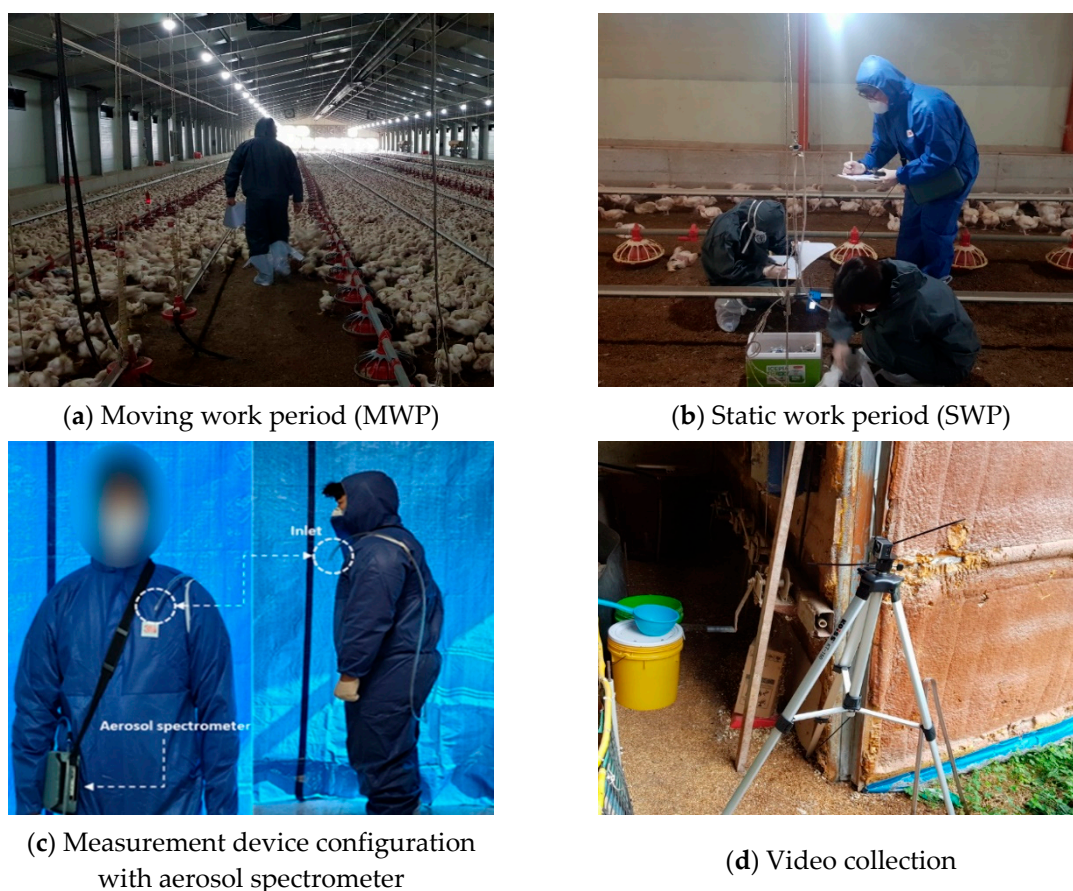 (a) Moving work period (MWP)
(b) Static work period (SWP)
Inlet
Aerosol spectrometer
(c) Measurement device configuration
with aerosol spectrometer
(d) Video collection